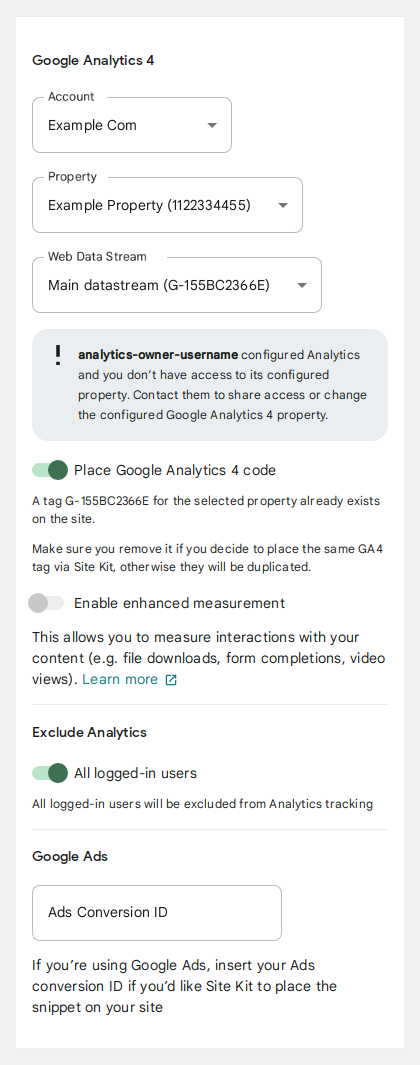 Google Analytics 4
Account
Example Com
Property
Example Property (1122334455)
Web Data Stream
Main datastream (G-155BC2366E)
! analytics-owner-username configured Analytics
and you don’t have access to its configured
property. Contact them to share access or change
the configured Google Analytics 4 property.
Place Google Analytics 4 code
A tag G-155BC2366E for the selected property already exists
on the site.
Make sure you remove it if you decide to place the same GA4
tag via Site Kit, otherwise they will be duplicated.
Enable enhanced measurement
This allows you to measure interactions with your
content (e.g. file downloads, form completions, video
views). Learn more
Exclude Analytics
All logged-in users
All logged-in users will be excluded from Analytics tracking
Google Ads
Ads Conversion ID
If you’re using Google Ads, insert your Ads
conversion ID if you’d like Site Kit to place the
snippet on your site